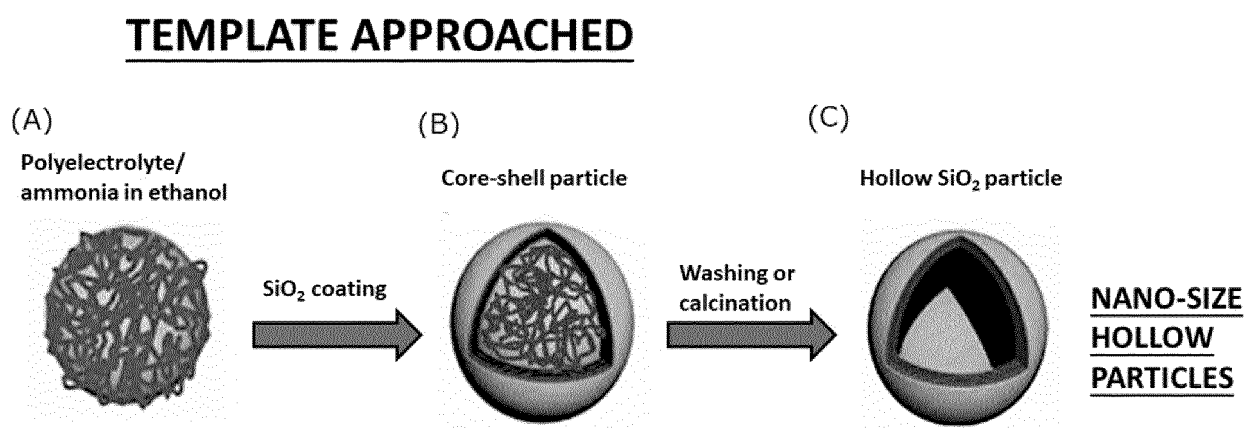 TEMPLATE APPROACHED
(A)
Polyelectrolyte/
ammonia in ethanol
SiO₂ coating
(B)
Core-shell particle
Washing or
calcination
(C)
Hollow SiO₂ particle
NANO-SIZE
HOLLOW
PARTICLES